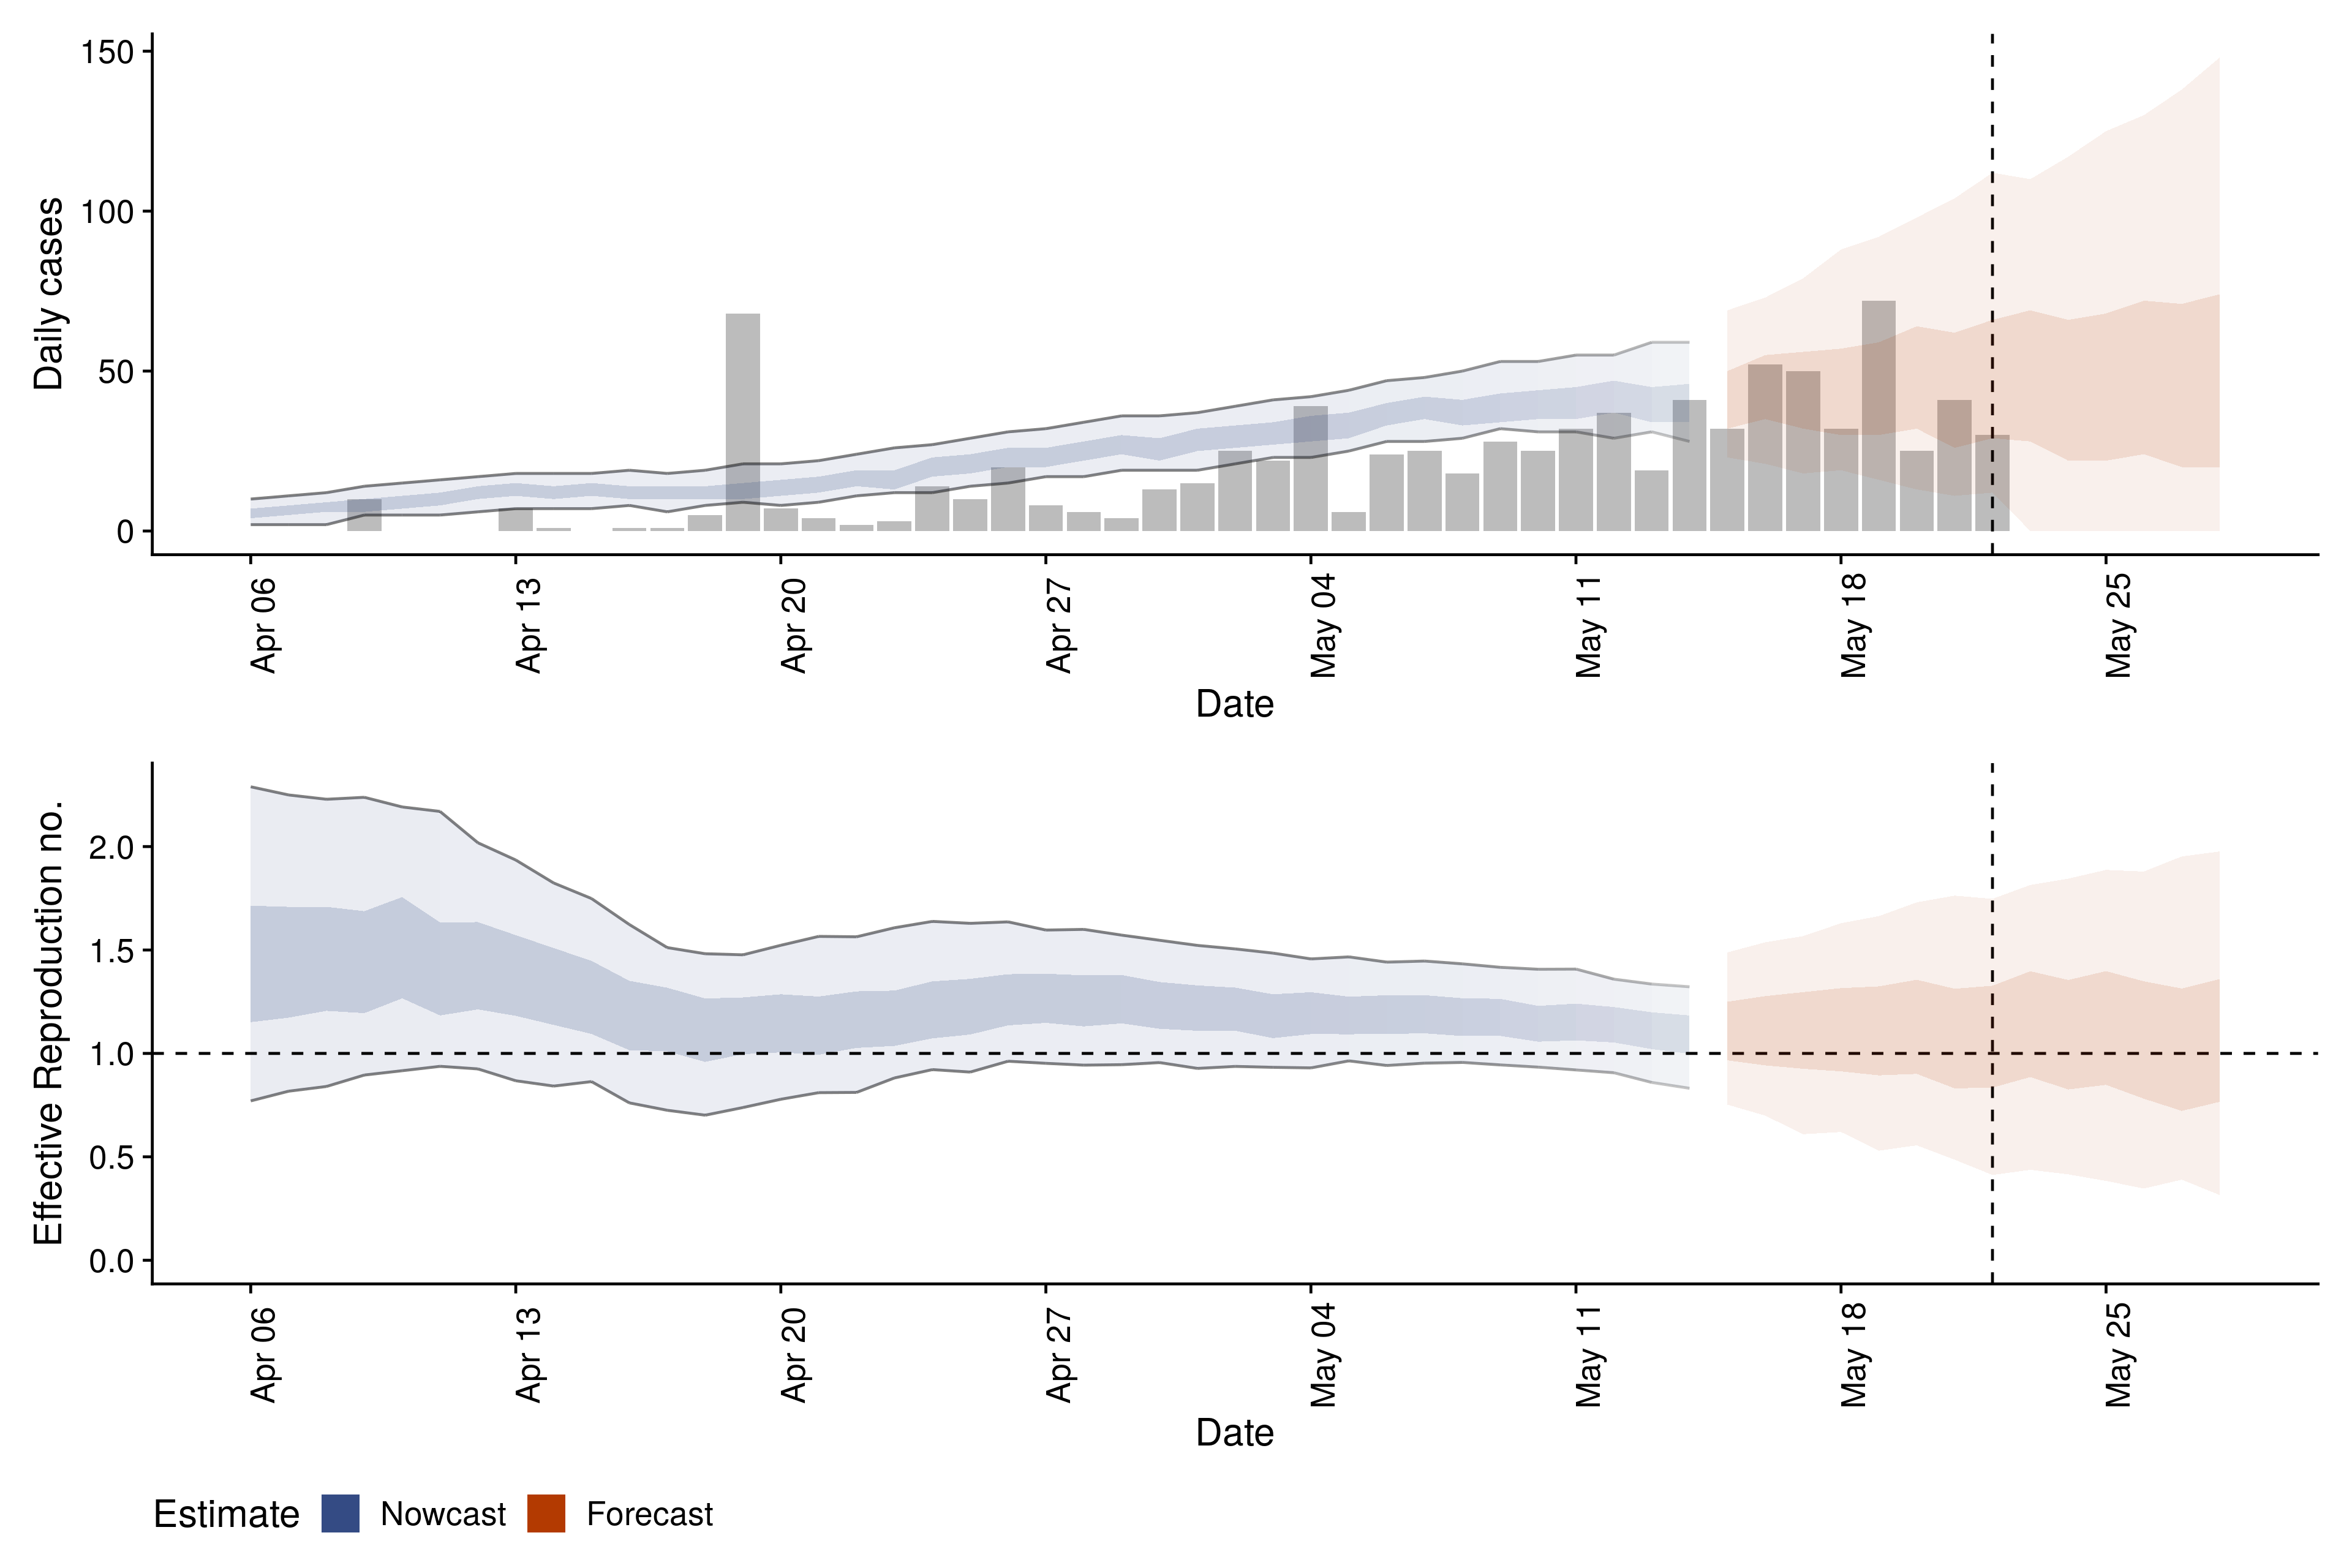 Daily cases
150
100
50
0
Apr 06
Apr 13
Apr 20
Apr 27
May 04
May 11
May 18
May 25
Date
Effective Reproduction no.
2.0
1.5
1.0
0.5
0.0
Apr 06
Apr 13
Apr 20
Apr 27
May 04
May 11
May 18
May 25
Date
Estimate Nowcast Forecast